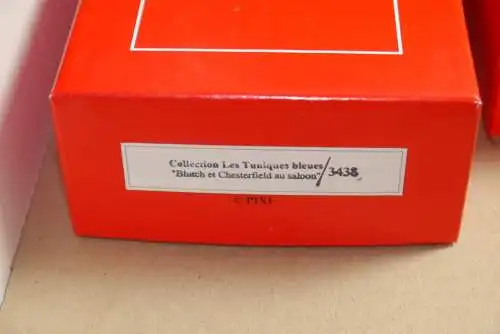 Collection Les Tuniques bleues
"Blutch et Chesterfield au saloon" / 3438
© PIXI